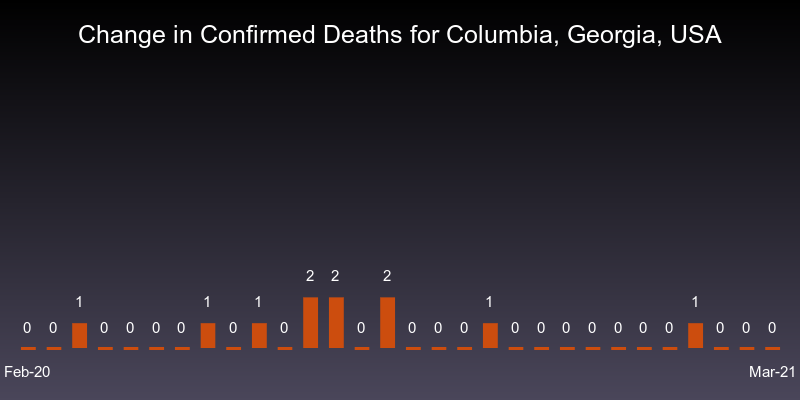 Change in Confirmed Deaths for Columbia, Georgia, USA
2 2 2
1 1 1 1 1
0 0 0 0 0 0 0 0 0 0 0 0 0 0 0 0 0 0 0 0 0 0
Feb-20 Mar-21